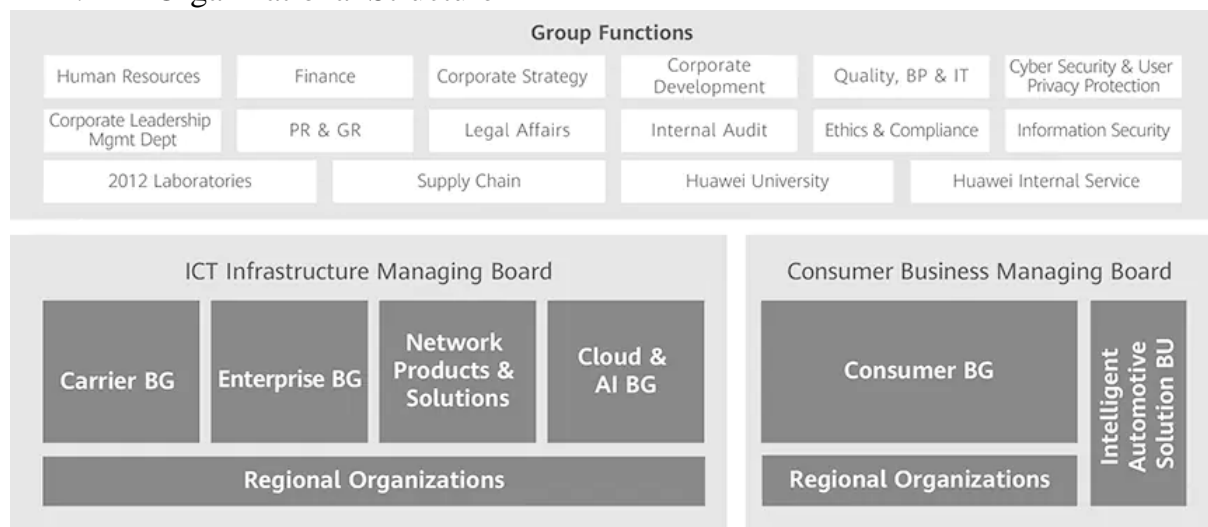 Organizational Structure
Group Functions
Human Resources
Finance
Corporate Strategy
Corporate
Development
Quality, BP & IT
Cyber Security & User
Privacy Protection
Corporate Leadership
Mgmt Dept
PR & GR
Legal Affairs
Internal Audit
Ethics & Compliance
Information Security
2012 Laboratories
Supply Chain
Huawei University
Huawei Internal Service
ICT Infrastructure Managing Board
Carrier BG
Enterprise BG
Network
Products &
Solutions
Cloud &
AI BG
Regional Organizations
Consumer Business Managing Board
Consumer BG
Regional Organizations
Intelligent
Automotive
Solution BU